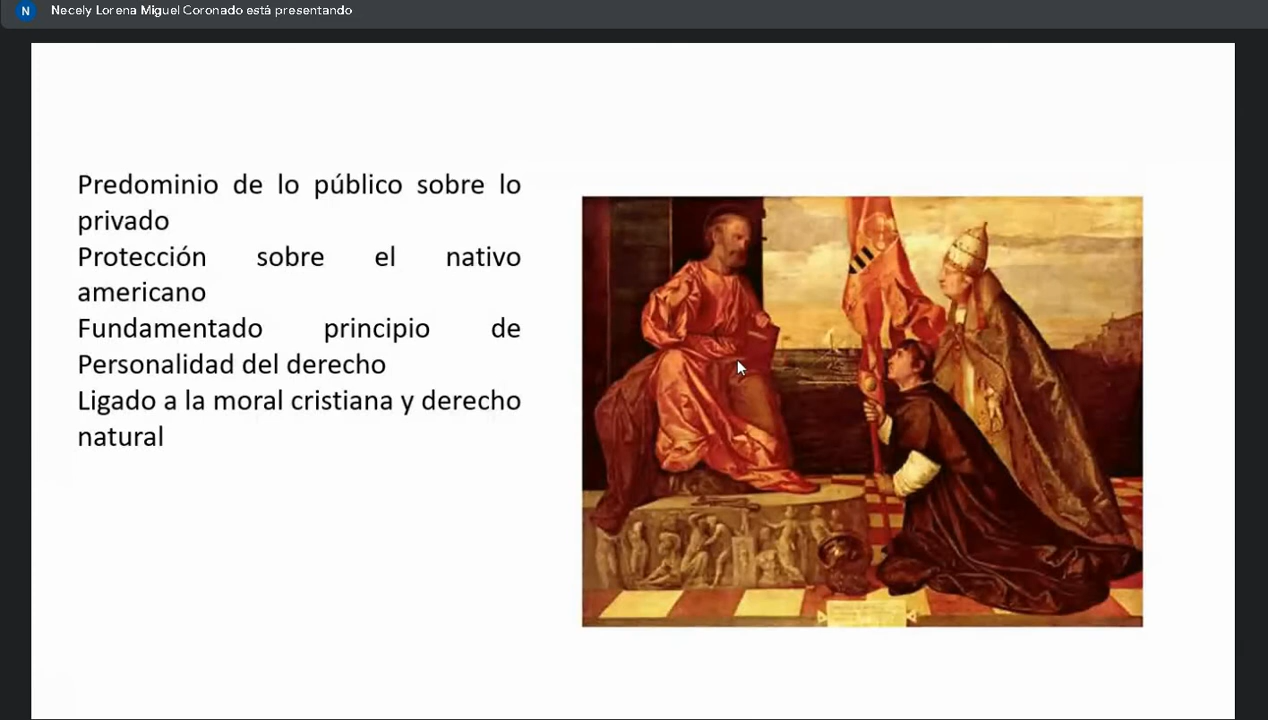 N Necely Lorena Miguel Coronado está presentando
Predominio de lo público sobre lo
privado
Protección sobre el nativo
americano
Fundamentado principio de
Personalidad del derecho
Ligado a la moral cristiana y derecho
natural